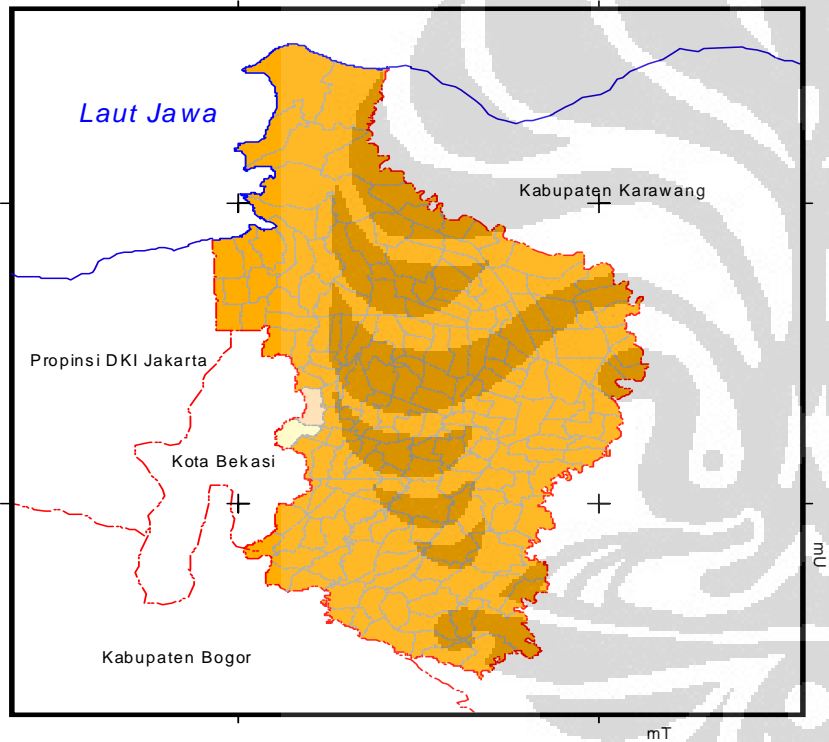 Laut Jawa
Kabupaten Karawang
Propinsi DKI Jakarta
Kota Bekasi
mU
Kabupaten Bogor
mT